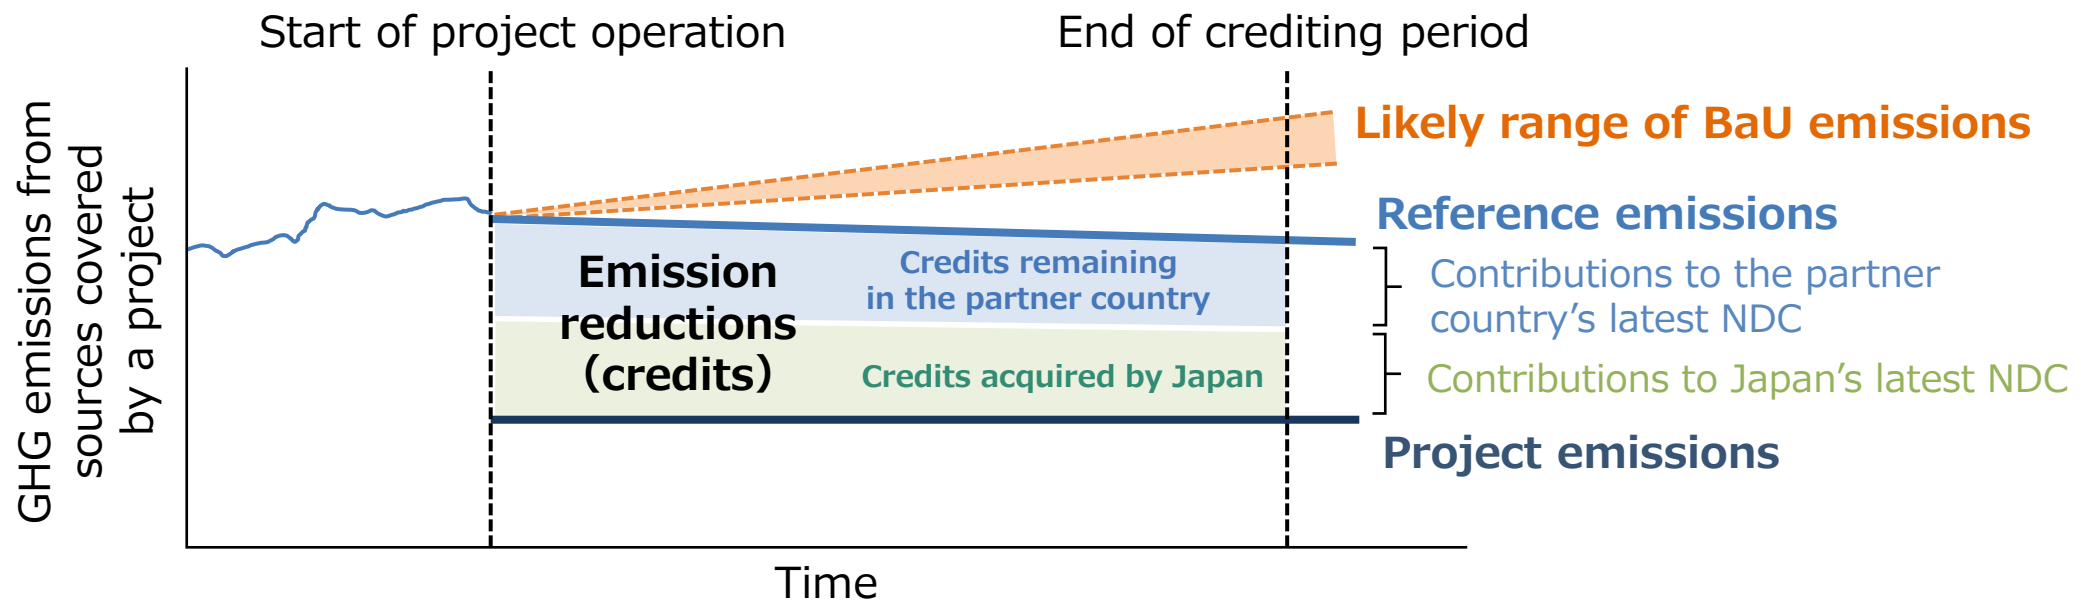 Start of project operation
End of crediting period
GHG emissions from
sources covered
by a project
Likely range of BaU emissions
Reference emissions
Credits remaining
in the partner country
Emission
reductions
（credits）
Contributions to the partner
country’s latest NDC
Credits acquired by Japan
Contributions to Japan’s latest NDC
Project emissions
Time